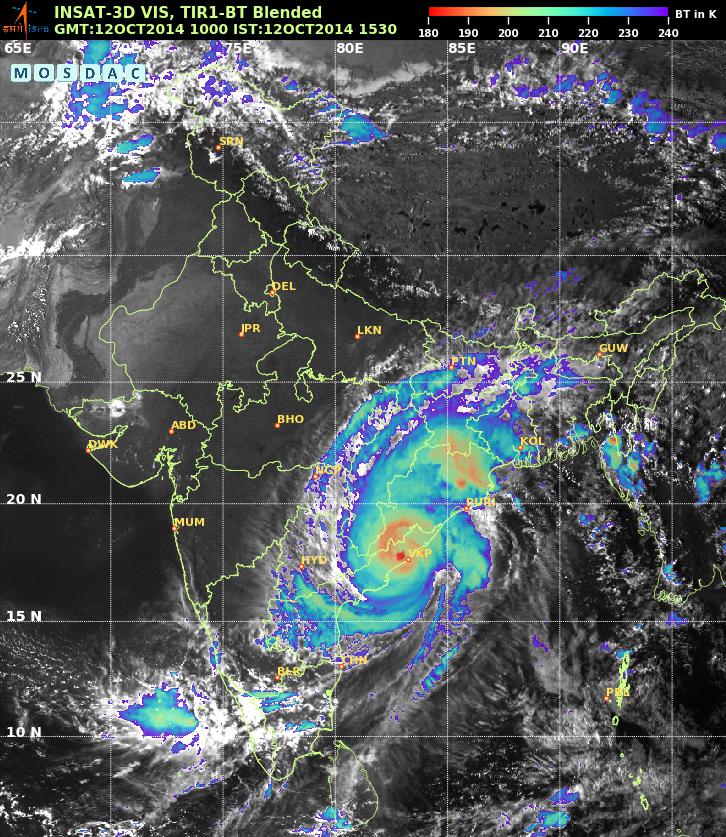 INSAT-3D VIS, TIR1-BT Blended
GMT:12OCT2014 1000 IST:12OCT2014 1530
BT in K
180 190 200 210 220 230 240
65E 70E 75E 80E 85E 90E
MOSDAC
SRN
30 N
DEL
JPR LKN
GUW
PTN
25 N
ABD BHO
DWK KOL
NGP
20 N
PURI
MUM
VKP
HYD
15 N
CHN
BLR
PBL
10 N